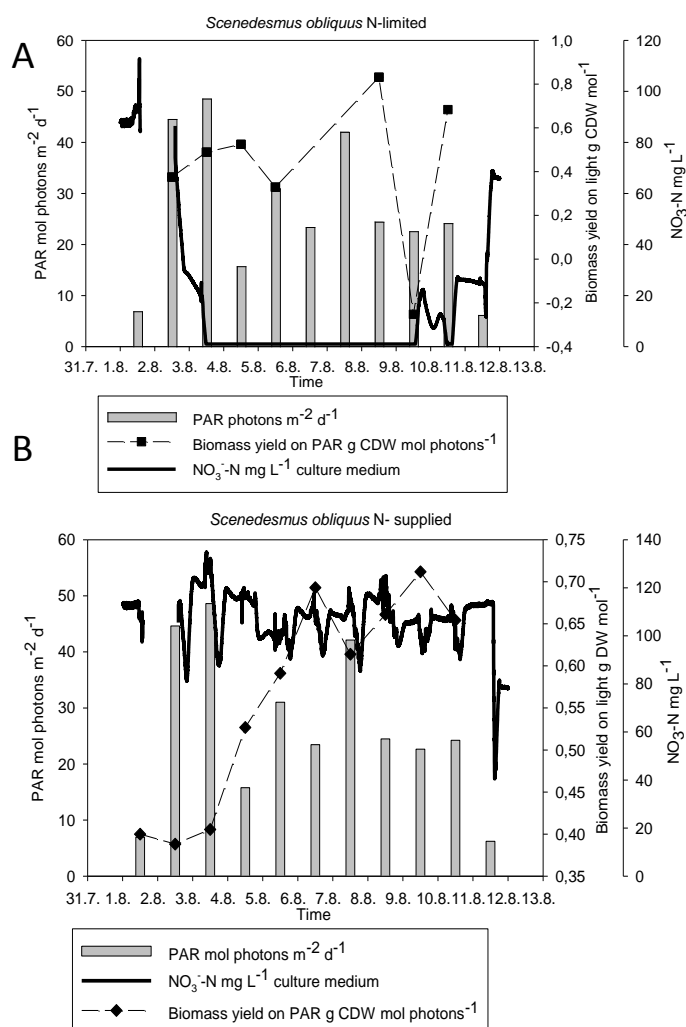 A
Scenedesmus obliquus N-limited
60
50
40
30
20
10
0
PAR mol photons m⁻² d⁻¹
1,0
0,8
0,6
0,4
0,2
0,0
-0,2
-0,4
Biomass yield on light g CDW mol⁻¹
120
100
80
60
40
20
0
NO₃-N mg L⁻¹
31.7. 1.8. 2.8. 3.8. 4.8. 5.8. 6.8. 7.8. 8.8. 9.8. 10.8. 11.8. 12.8. 13.8.
Time
PAR photons m⁻² d⁻¹
Biomass yield on PAR g CDW mol photons⁻¹
NO₃⁻-N mg L⁻¹ culture medium
B
Scenedesmus obliquus N- supplied
60
50
40
30
20
10
0
PAR mol photons m⁻² d⁻¹
0,75
0,70
0,65
0,60
0,55
0,50
0,45
0,40
0,35
Biomass yield on light g DW mol⁻¹
140
120
100
80
60
40
20
0
NO₃-N mg L⁻¹
31.7. 1.8. 2.8. 3.8. 4.8. 5.8. 6.8. 7.8. 8.8. 9.8. 10.8. 11.8. 12.8. 13.8.
Time
PAR mol photons m⁻² d⁻¹
NO₃⁻-N mg L⁻¹ culture medium
Biomass yield on PAR g CDW mol photons⁻¹